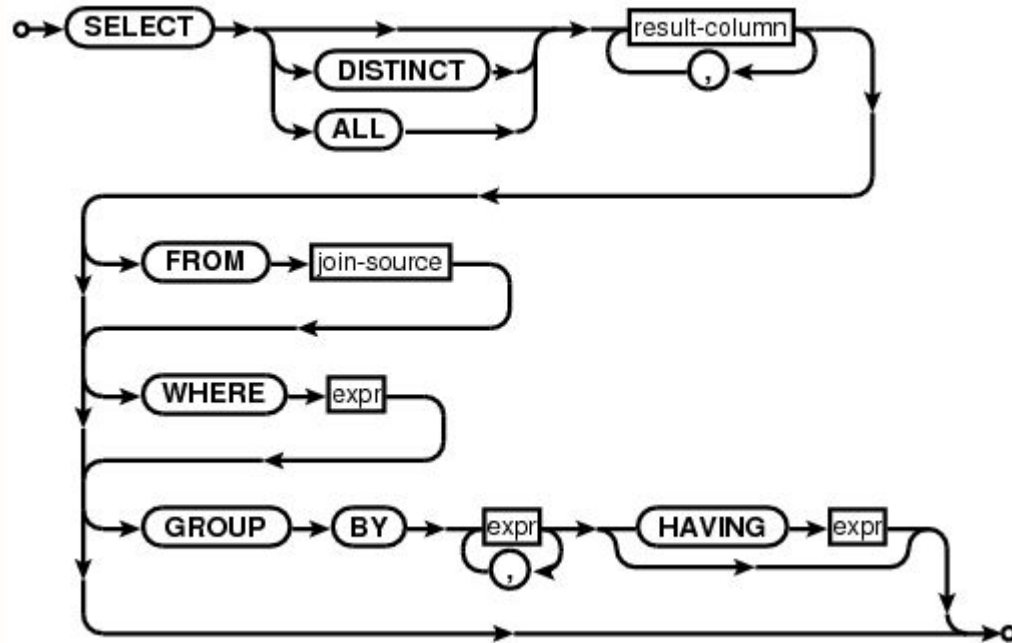 SELECT result-column
DISTINCT ,
ALL
FROM join-source
WHERE expr
GROUP BY expr HAVING expr
,